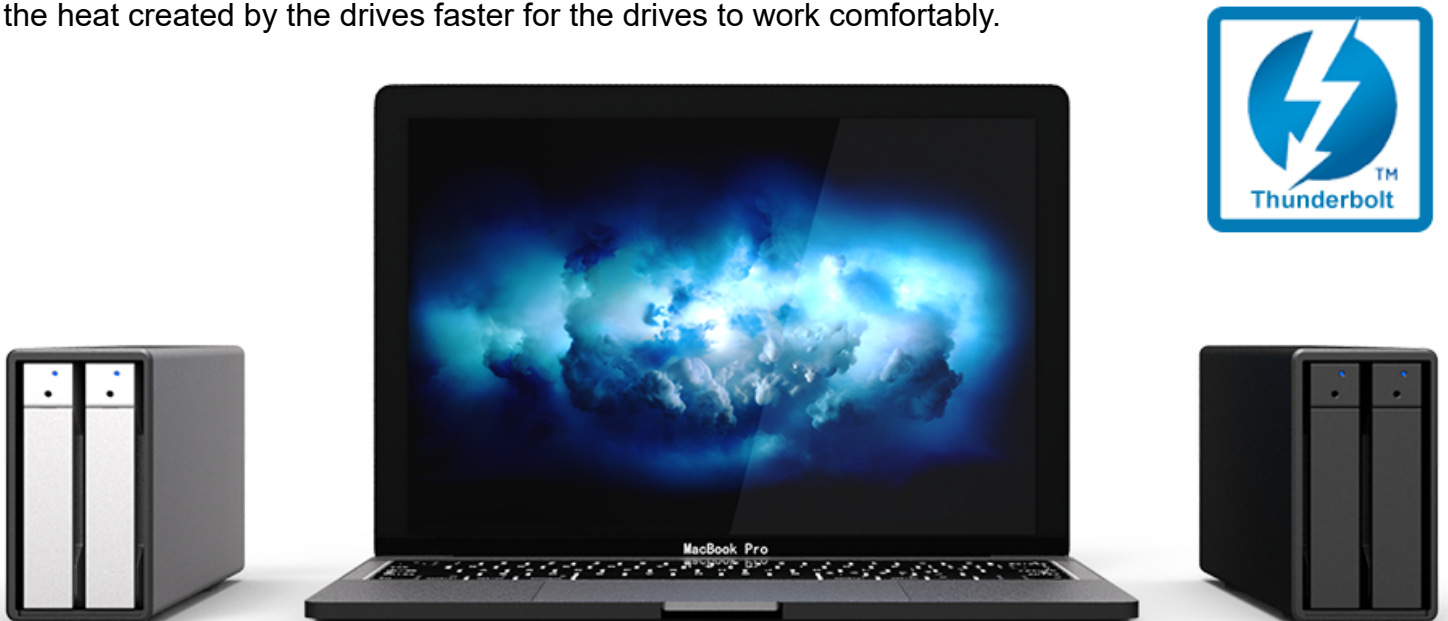 the heat created by the drives faster for the drives to work comfortably.
TM
Thunderbolt
MacBook Pro